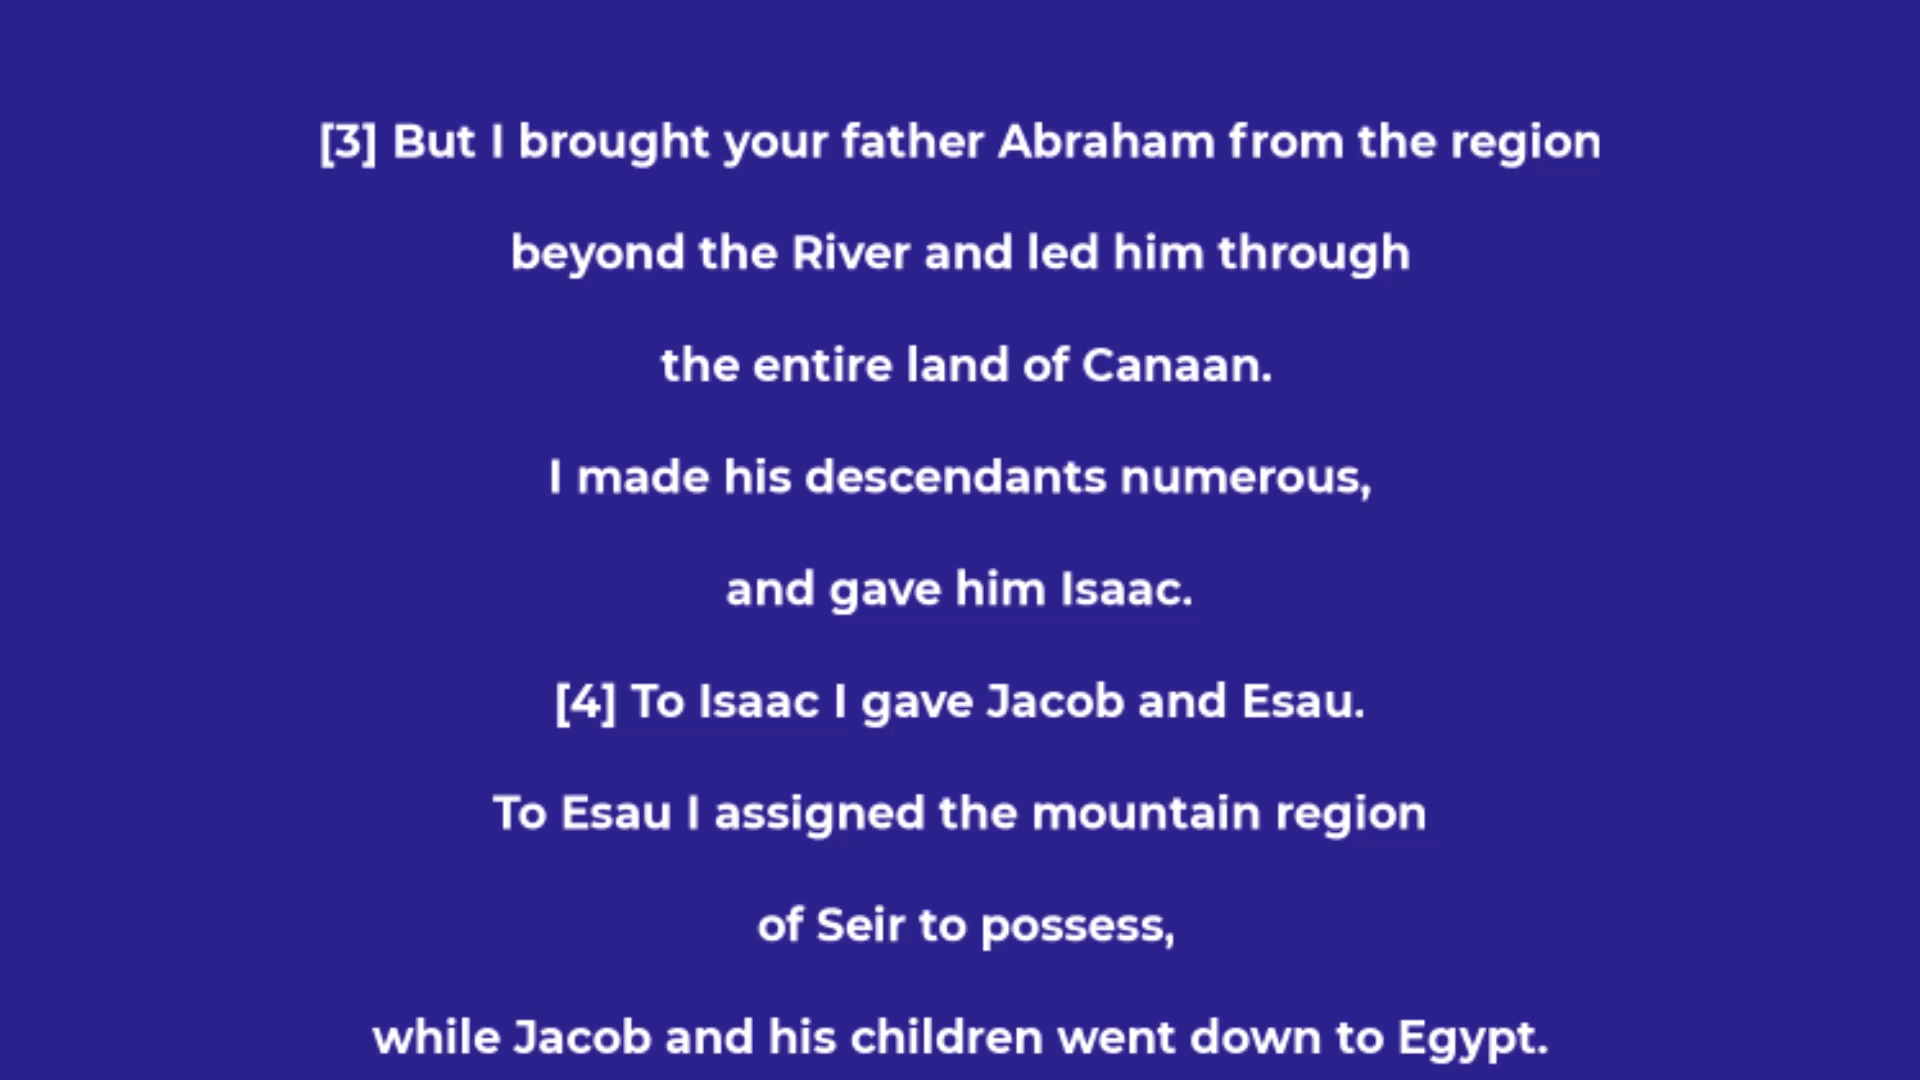 [3] But I brought your father Abraham from the region
beyond the River and led him through
the entire land of Canaan.
I made his descendants numerous,
and gave him Isaac.
[4] To Isaac I gave Jacob and Esau.
To Esau I assigned the mountain region
of Seir to possess,
while Jacob and his children went down to Egypt.